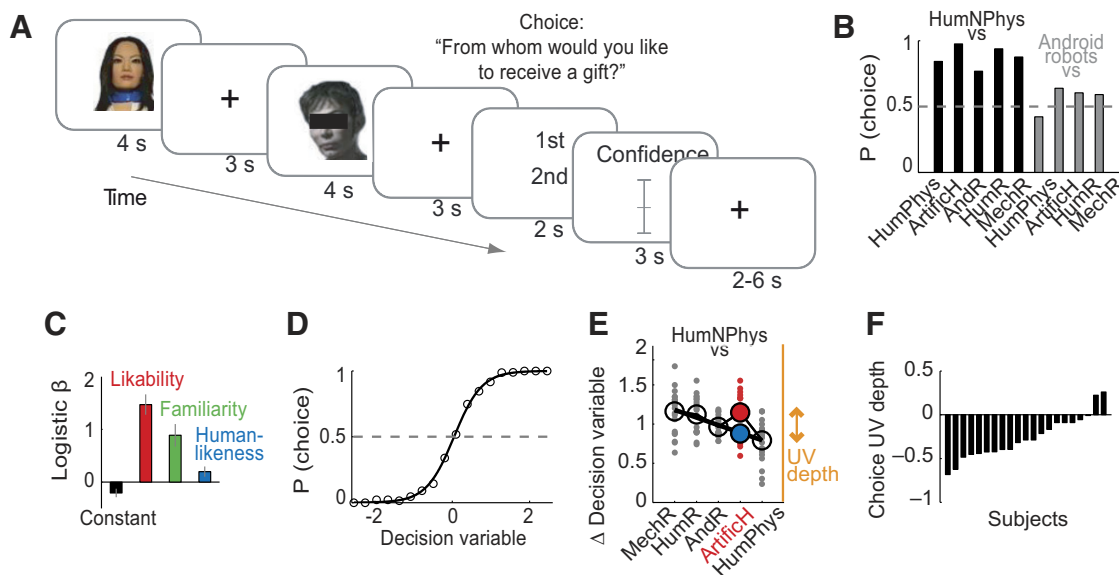 A
Choice:
“From whom would you like
to receive a gift?”
4 s
3 s
4 s
3 s
1st
2nd
2 s
Confidence
3 s
2-6 s
Time
B
HumNPhys
vs
Android
robots
vs
P (choice)
1
0.5
0
HumPhys
ArtificH
AndR
HumR
MechR
HumPhys
ArtificH
HumR
MechR
C
Logistic β
2
1
0
Likability
Familiarity
Human-
likeness
Constant
D
P (choice)
1
0.5
0
-2
0
2
Decision variable
E
HumNPhys
vs
Δ Decision variable
2
1.5
1
0.5
0
MechR
HumR
AndR
ArtificH
HumPhys
UV
depth
F
Choice UV depth
0.5
0
−0.5
−1
Subjects